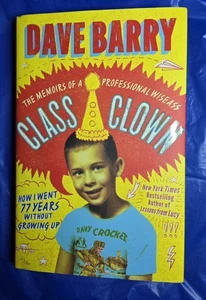 DAVE BARRY
THE MEMOIRS OF A PROFESSIONAL WISEASS
CLASS CLOWN
HOW I WENT
77 YEARS
WITHOUT
GROWING UP
New York Times
Bestselling
Author of
Lessons from Lucy
DAVY CROCKETT